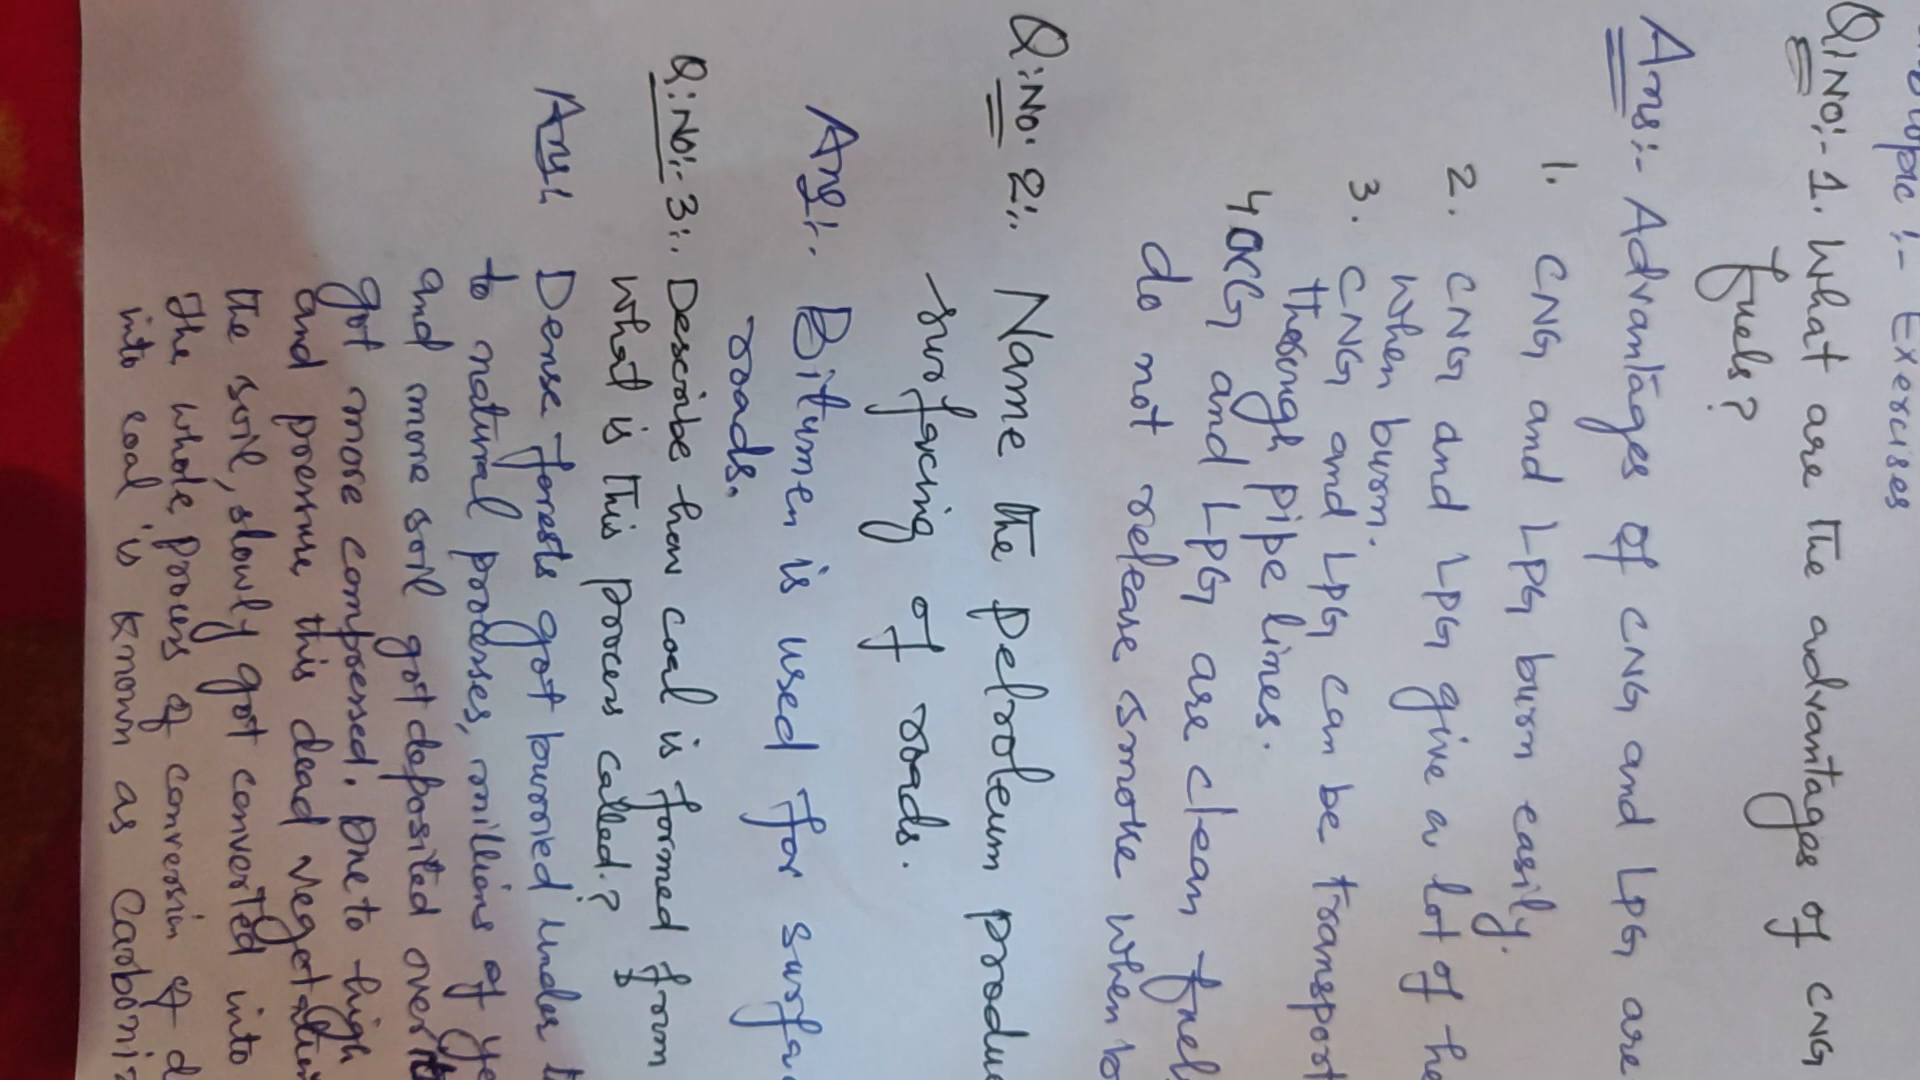 Topic :- Exercises
Q:No:- 1. What are the advantages of CNG
fuels?
Ans:- Advantages of CNG and LPG are
1. CNG and LPG burn easily.
2. CNG and LPG give a lot of
when burn.
3. CNG and LPG can be transport
through pipe lines.
4 CNG and LPG are clean fuel
do not release smoke when
Q:No: 2:. Name the petroleum produ
surfacing of roads.
Ans:. Bitumen is used for surfa
roads.
Q:No:- 3:. Describe how coal is formed from
what is this process called.?
Ans: Dense forests got burried under
to natural processes, millions of ye
and more soil got deposited over it
got more compressed. Due to high
and pressure this dead vegetation
the soil, slowly got converted into
The whole process of conversion of d
into coal is known as Carboni